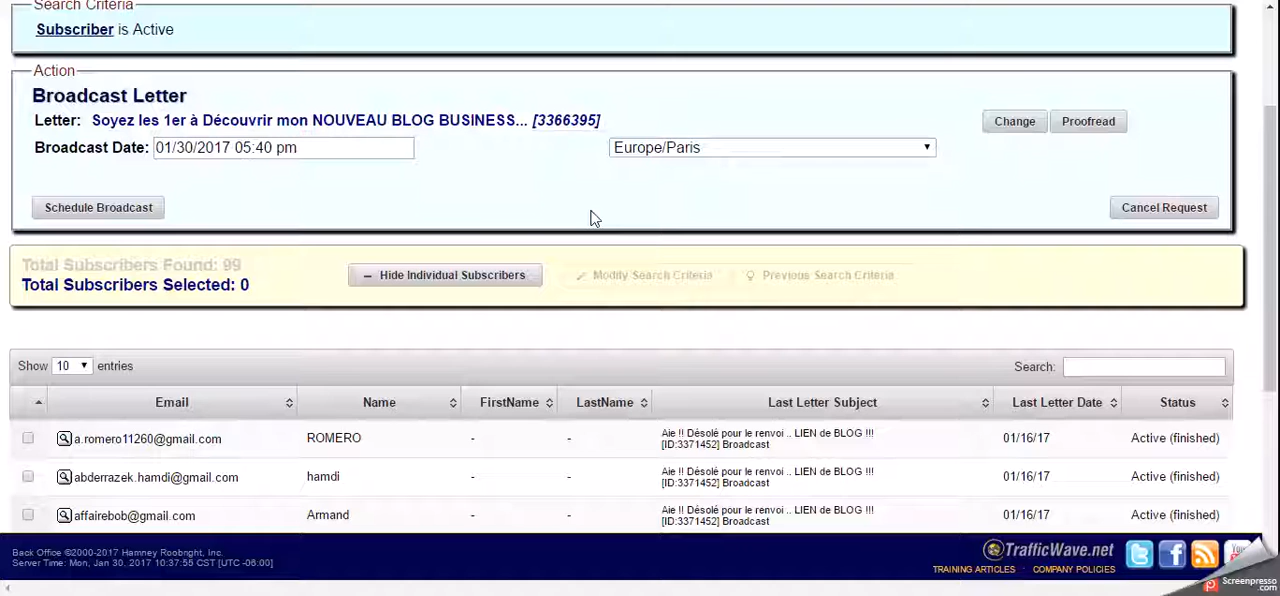 Search Criteria
Subscriber is Active
Action
Broadcast Letter
Letter: Soyez les 1er à Découvrir mon NOUVEAU BLOG BUSINESS... [3366395]
Change Proofread
Broadcast Date: 01/30/2017 05:40 pm Europe/Paris
Schedule Broadcast Cancel Request
Total Subscribers Found: 99
Total Subscribers Selected: 0
Hide Individual Subscribers Modify Search Criteria Previous Search Criteria
Show 10 entries Search:
Email Name FirstName LastName Last Letter Subject Last Letter Date Status
a.romero11260@gmail.com ROMERO - - Aie !! Désolé pour le renvoi .. LIEN de BLOG !!! 01/16/17 Active (finished)
[ID:3371452] Broadcast
abderrazek.hamdi@gmail.com hamdi - - Aie !! Désolé pour le renvoi .. LIEN de BLOG !!! 01/16/17 Active (finished)
[ID:3371452] Broadcast
affairebob@gmail.com Armand - - Aie !! Désolé pour le renvoi .. LIEN de BLOG !!! 01/16/17 Active (finished)
[ID:3371452] Broadcast
Back Office ©2000-2017 Hamney Roobright, Inc.
Server Time: Mon, Jan 30, 2017 10:37:55 CST [UTC -06:00]
TrafficWave.net
TRAINING ARTICLES · COMPANY POLICIES
Screenpresso
.com